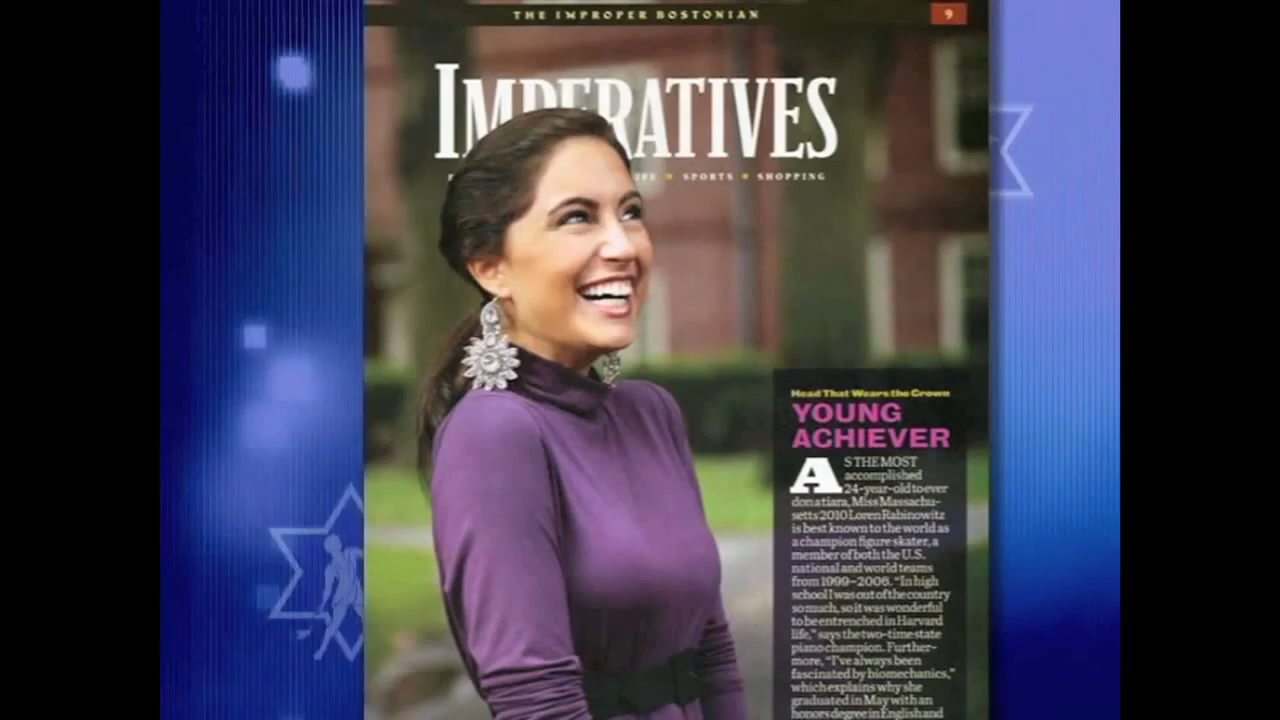 THE IMPROPER BOSTONIAN
9
IMPERATIVES
SPORTS SHOPPING
Head That Wears the Crown
YOUNG
ACHIEVER
AS THE MOST
accomplished
24-year-old to ever
don a tiara, Miss Massachu-
setts 2010 Loren Rabinowitz
is best known to the world as
a champion figure skater, a
member of both the U.S.
national and world teams
from 1999–2006. “In high
school I was out of the country
so much, so it was wonderful
to be entrenched in Harvard
life,” says the two-time state
piano champion. Further-
more, “I’ve always been
fascinated by biomechanics,”
which explains why she
graduated in May with an
honors degree in English and